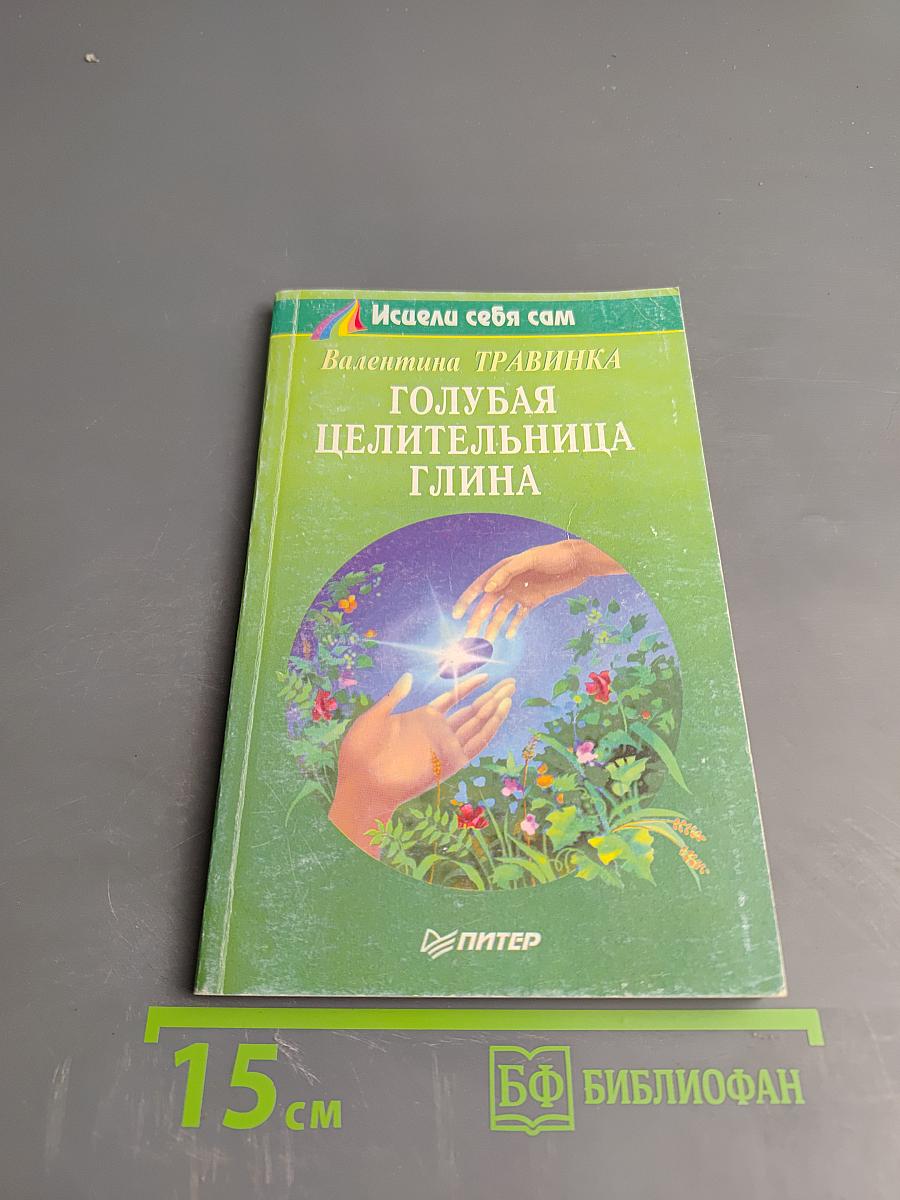 Исцели себя сам
Валентина ТРАВИНКА
ГОЛУБАЯ
ЦЕЛИТЕЛЬНИЦА
ГЛИНА
ПИТЕР
15 см
БФ БИБЛИОФАН